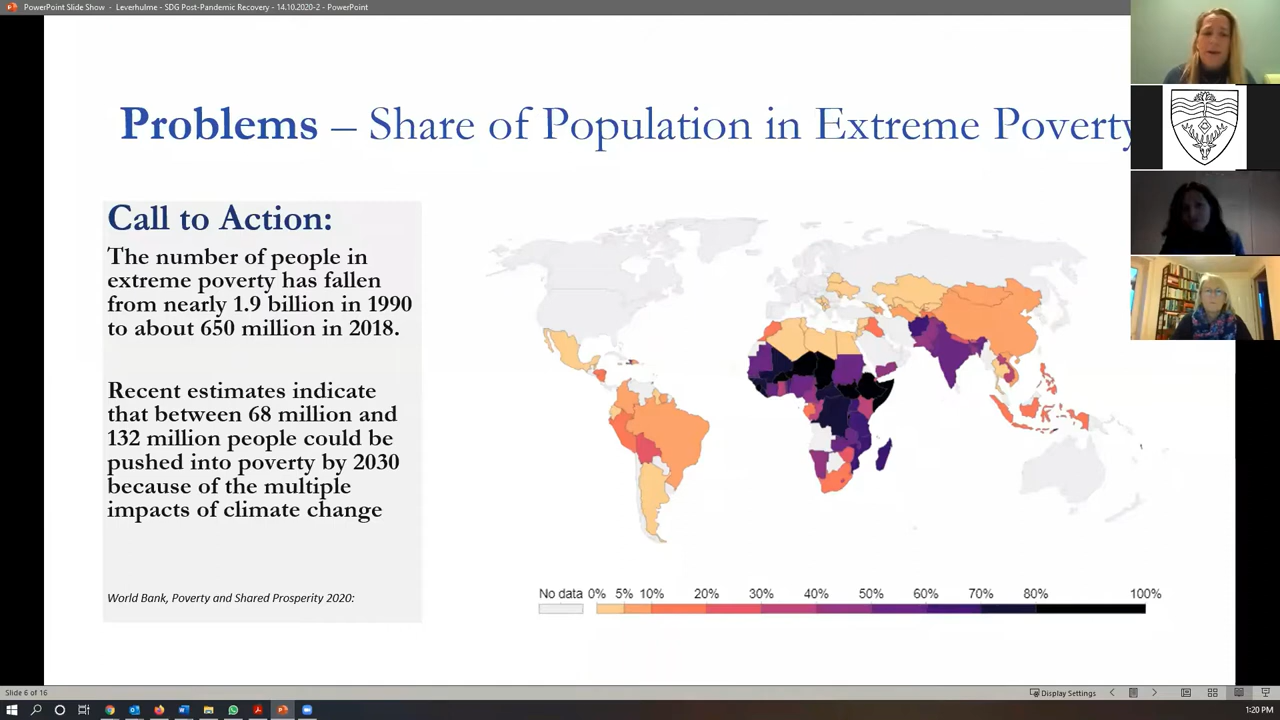 PowerPoint Slide Show - Leverhulme - SDG Post-Pandemic Recovery - 14.10.2020-2 - PowerPoint
Problems – Share of Population in Extreme Poverty
Call to Action:
The number of people in
extreme poverty has fallen
from nearly 1.9 billion in 1990
to about 650 million in 2018.
Recent estimates indicate
that between 68 million and
132 million people could be
pushed into poverty by 2030
because of the multiple
impacts of climate change
World Bank, Poverty and Shared Prosperity 2020:
No data 0% 5% 10% 20% 30% 40% 50% 60% 70% 80% 100%
Slide 6 of 16
Display Settings
1:20 PM